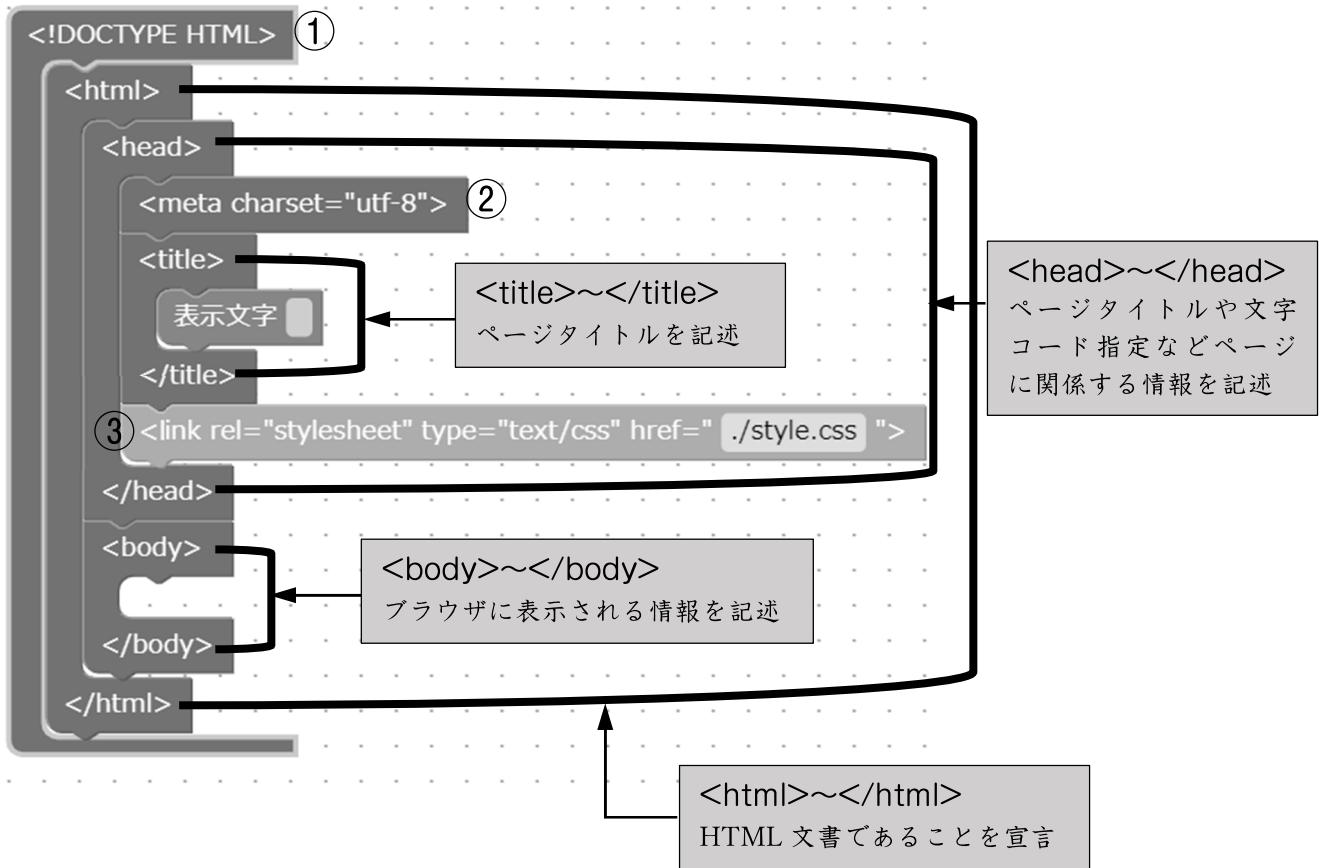 <!DOCTYPE HTML> ①
<html>
<head>
<meta charset="utf-8"> ②
<title>
表示文字
</title>
③ <link rel="stylesheet" type="text/css" href=" ./style.css ">
</head>
<body>
</body>
</html>
<title>～</title>
ページタイトルを記述
<head>～</head>
ページタイトルや文字
コード指定などページ
に関係する情報を記述
<body>～</body>
ブラウザに表示される情報を記述
<html>～</html>
HTML 文書であることを宣言